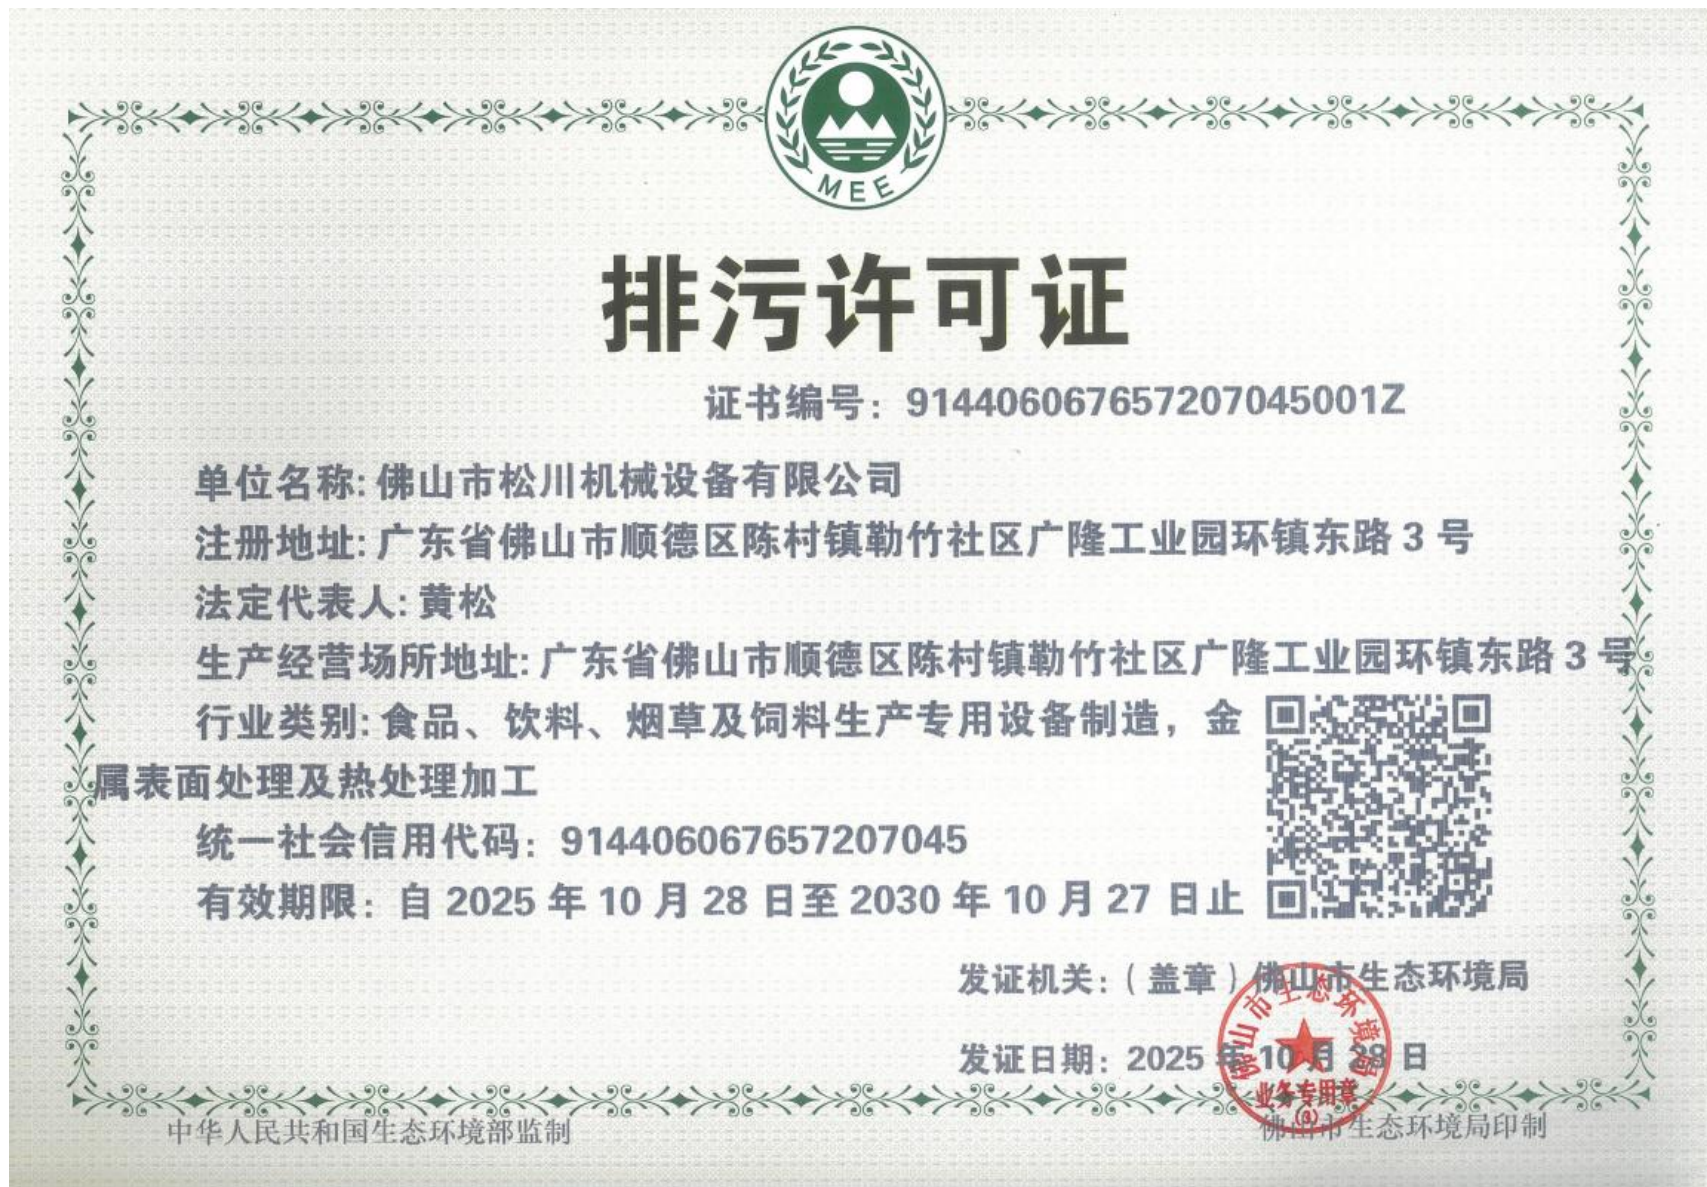 MEE
排污许可证
证书编号：914406067657207045001Z
单位名称:佛山市松川机械设备有限公司
注册地址:广东省佛山市顺德区陈村镇勒竹社区广隆工业园环镇东路3号
法定代表人:黄松
生产经营场所地址:广东省佛山市顺德区陈村镇勒竹社区广隆工业园环镇东路3号
行业类别:食品、饮料、烟草及饲料生产专用设备制造，金
属表面处理及热处理加工
统一社会信用代码：914406067657207045
有效期限：自2025年10月28日至2030年10月27日止
发证机关：（盖章）佛山市生态环境局
发证日期：2025年10月28日
佛山市生态环境局
业务专用章
(3)
中华人民共和国生态环境部监制
佛山市生态环境局印制